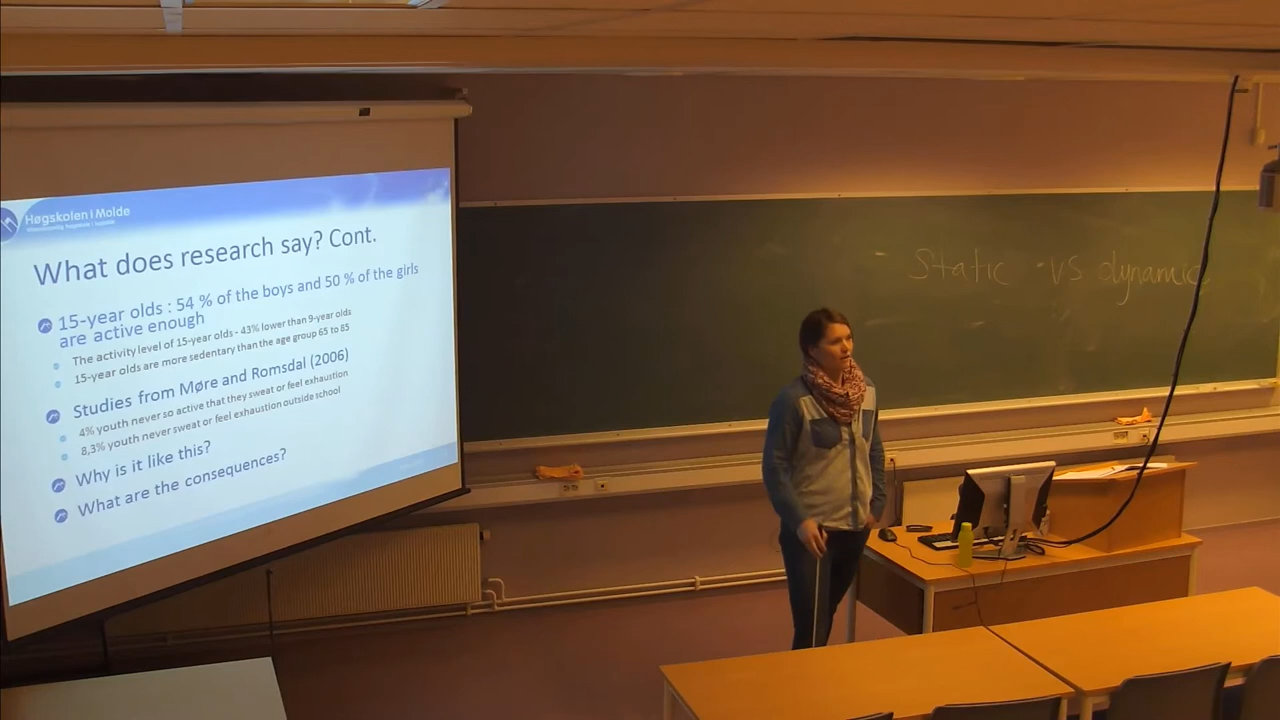 Høgskolen i Molde
What does research say? Cont.
15-year olds : 54 % of the boys and 50 % of the girls
are active enough
The activity level of 15-year olds - 43% lower than 9-year olds
15-year olds are more sedentary than the age group 65 to 85
Studies from Møre and Romsdal (2006)
4% youth never so active that they sweat or feel exhaustion
8,3% youth never sweat or feel exhaustion outside school
Why is it like this?
What are the consequences?
Static vs dynamic